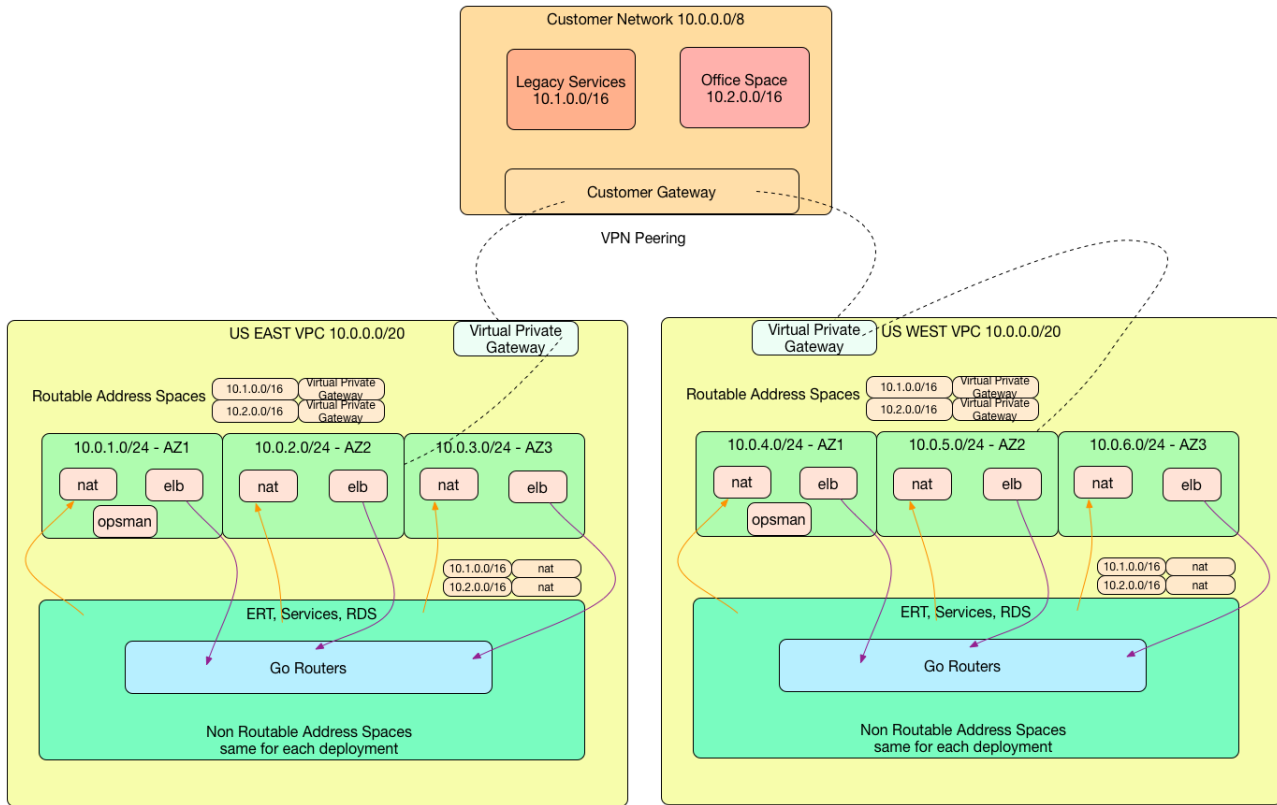 Customer Network 10.0.0.0/8
Legacy Services
10.1.0.0/16
Office Space
10.2.0.0/16
Customer Gateway
VPN Peering
US EAST VPC 10.0.0.0/20
Virtual Private
Gateway
Routable Address Spaces
10.1.0.0/16
Virtual Private
Gateway
10.2.0.0/16
Virtual Private
Gateway
10.0.1.0/24 - AZ1
nat
elb
opsman
10.0.2.0/24 - AZ2
nat
elb
10.0.3.0/24 - AZ3
nat
elb
10.1.0.0/16
nat
10.2.0.0/16
nat
ERT, Services, RDS
Go Routers
Non Routable Address Spaces
same for each deployment
Virtual Private
Gateway
US WEST VPC 10.0.0.0/20
Routable Address Spaces
10.1.0.0/16
Virtual Private
Gateway
10.2.0.0/16
Virtual Private
Gateway
10.0.4.0/24 - AZ1
nat
elb
opsman
10.0.5.0/24 - AZ2
nat
elb
10.0.6.0/24 - AZ3
nat
elb
10.1.0.0/16
nat
10.2.0.0/16
nat
ERT, Services, RDS
Go Routers
Non Routable Address Spaces
same for each deployment